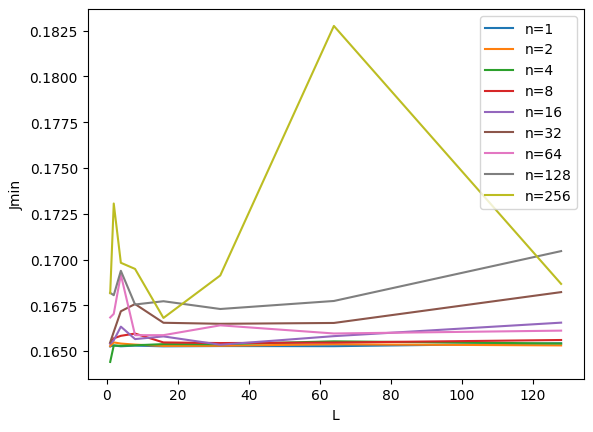 0.1825
0.1800
0.1775
0.1750
0.1725
0.1700
0.1675
0.1650
Jmin
0 20 40 60 80 100 120
L
n=1
n=2
n=4
n=8
n=16
n=32
n=64
n=128
n=256